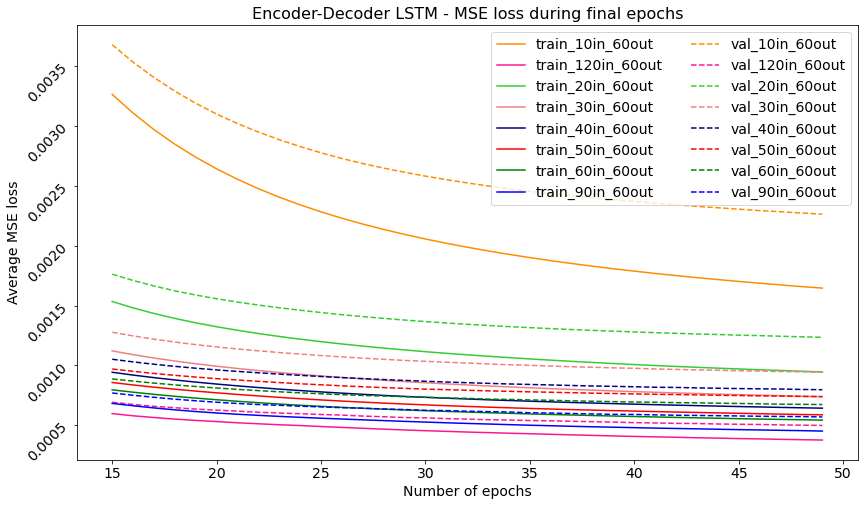 Encoder-Decoder LSTM - MSE loss during final epochs
train_10in_60out val_10in_60out
train_120in_60out val_120in_60out
train_20in_60out val_20in_60out
train_30in_60out val_30in_60out
train_40in_60out val_40in_60out
train_50in_60out val_50in_60out
train_60in_60out val_60in_60out
train_90in_60out val_90in_60out
Average MSE loss
0.0035
0.0030
0.0025
0.0020
0.0015
0.0010
0.0005
15 20 25 30 35 40 45 50
Number of epochs